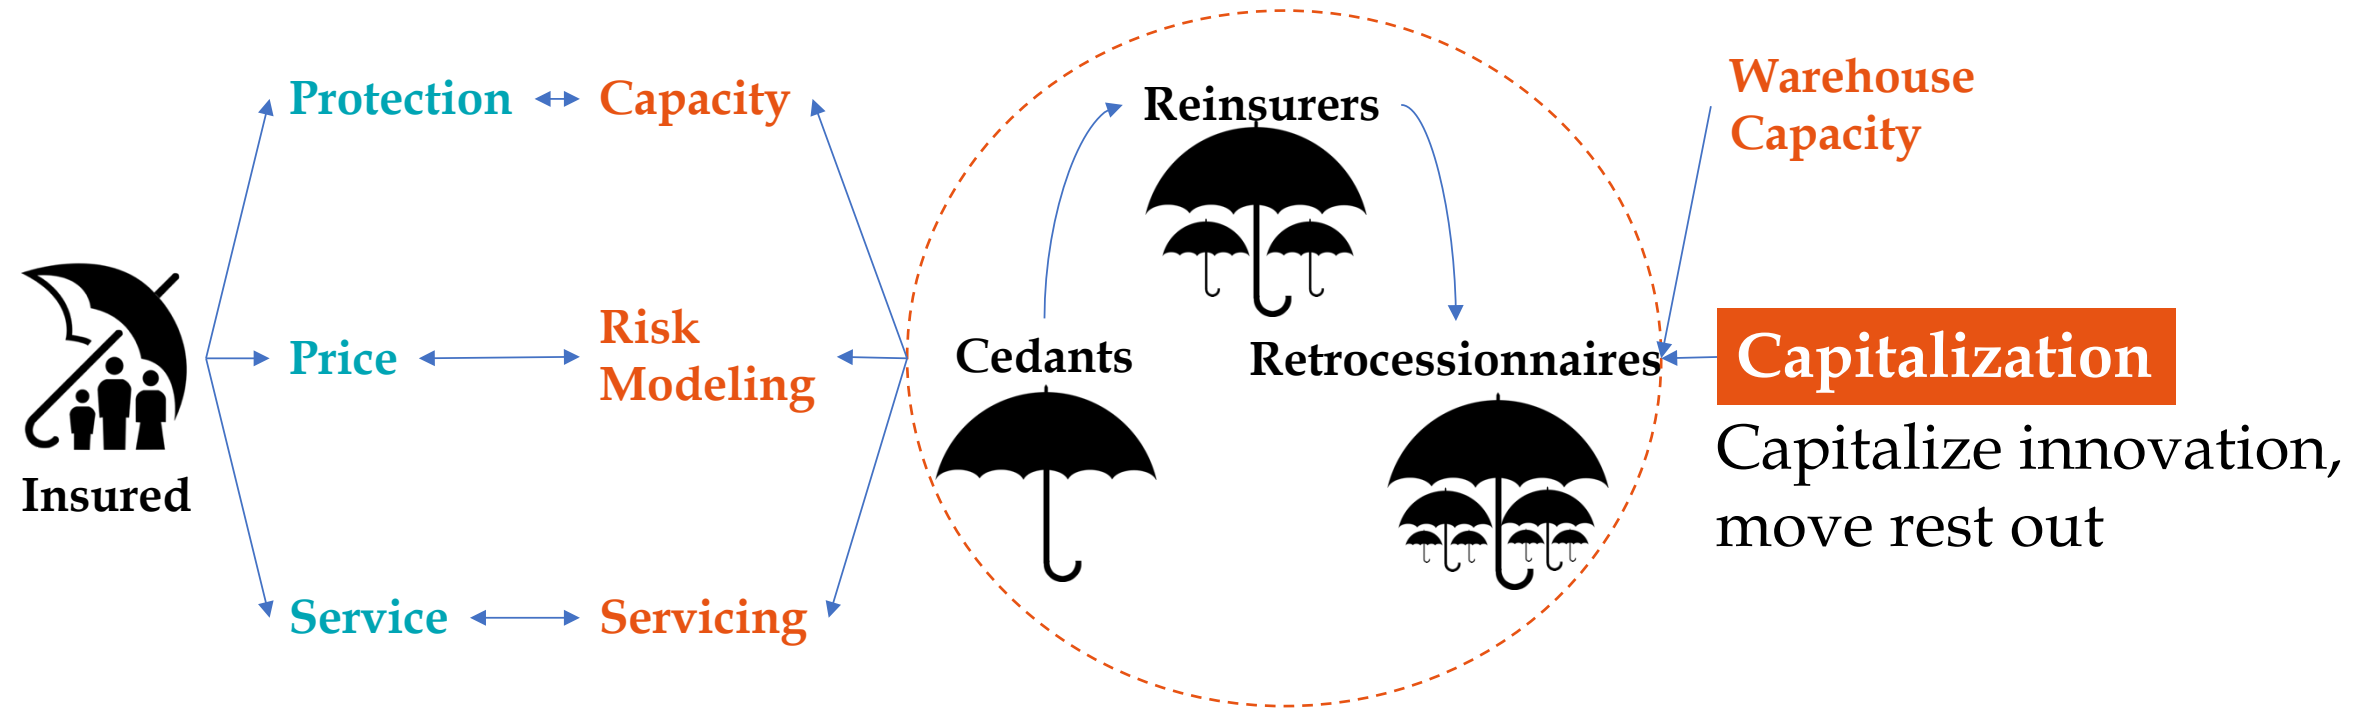 Protection
Capacity
Reinsurers
Warehouse
Capacity
Insured
Price
Risk
Modeling
Cedants
Retrocessionnaires
Capitalization
Capitalize innovation,
move rest out
Service
Servicing